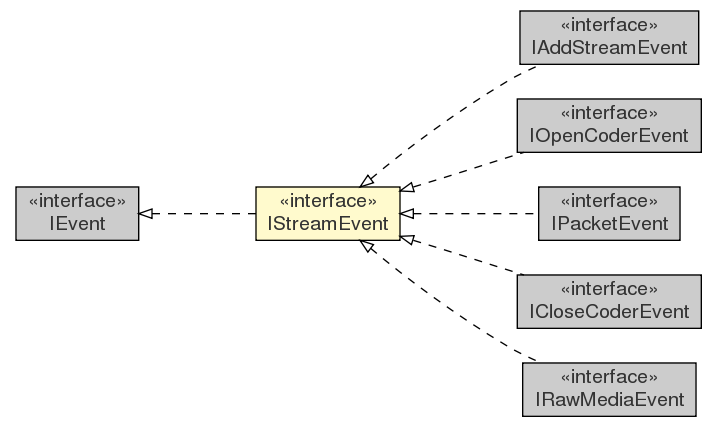 «interface»
IEvent
«interface»
IStreamEvent
«interface»
IAddStreamEvent
«interface»
IOpenCoderEvent
«interface»
IPacketEvent
«interface»
ICloseCoderEvent
«interface»
IRawMediaEvent